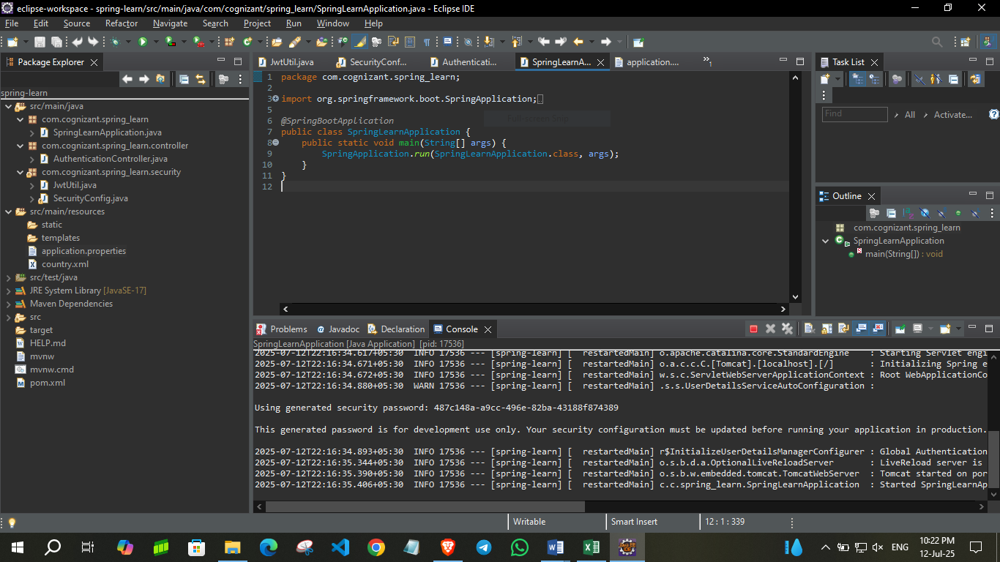 eclipse-workspace - spring-learn/src/main/java/com/cognizant/spring_learn/SpringLearnApplication.java - Eclipse IDE
File Edit Source Refactor Navigate Search Project Run Window Help
Package Explorer
spring-learn
src/main/java
com.cognizant.spring_learn
SpringLearnApplication.java
com.cognizant.spring_learn.controller
AuthenticationController.java
com.cognizant.spring_learn.security
JwtUtil.java
SecurityConfig.java
src/main/resources
static
templates
application.properties
country.xml
src/test/java
JRE System Library [JavaSE-17]
Maven Dependencies
src
target
HELP.md
mvnw
mvnw.cmd
pom.xml
JwtUtil.java SecurityConf... Authenticati... SpringLearnA... application.... »1
1 package com.cognizant.spring_learn;
2
3 import org.springframework.boot.SpringApplication;
5
6 @SpringBootApplication
7 public class SpringLearnApplication {
8 public static void main(String[] args) {
9 SpringApplication.run(SpringLearnApplication.class, args);
10 }
11 }
12
Full-screen Snip
Task List
Find All Activate...
Outline
com.cognizant.spring_learn
SpringLearnApplication
main(String[]) : void
Problems Javadoc Declaration Console
SpringLearnApplication [Java Application] [pid: 17536]
2025-07-12T22:16:34.617+05:30 INFO 17536 --- [spring-learn] [ restartedMain] o.apache.catalina.core.StandardEngine : Starting Servlet engi
2025-07-12T22:16:34.671+05:30 INFO 17536 --- [spring-learn] [ restartedMain] o.a.c.c.C.[Tomcat].[localhost].[/] : Initializing Spring e
2025-07-12T22:16:34.672+05:30 INFO 17536 --- [spring-learn] [ restartedMain] w.s.c.ServletWebServerApplicationContext : Root WebApplicationCo
2025-07-12T22:16:34.880+05:30 WARN 17536 --- [spring-learn] [ restartedMain] .s.s.UserDetailsServiceAutoConfiguration :
Using generated security password: 487c148a-a9cc-496e-82ba-43188f874389
This generated password is for development use only. Your security configuration must be updated before running your application in production.
2025-07-12T22:16:34.893+05:30 INFO 17536 --- [spring-learn] [ restartedMain] r$InitializeUserDetailsManagerConfigurer : Global Authentication
2025-07-12T22:16:35.344+05:30 INFO 17536 --- [spring-learn] [ restartedMain] o.s.b.d.a.OptionalLiveReloadServer : LiveReload server is
2025-07-12T22:16:35.390+05:30 INFO 17536 --- [spring-learn] [ restartedMain] o.s.b.w.embedded.tomcat.TomcatWebServer : Tomcat started on por
2025-07-12T22:16:35.406+05:30 INFO 17536 --- [spring-learn] [ restartedMain] c.c.spring_learn.SpringLearnApplication : Started SpringLearnAp
Writable Smart Insert 12 : 1 : 339
ENG 10:22 PM
12-Jul-25